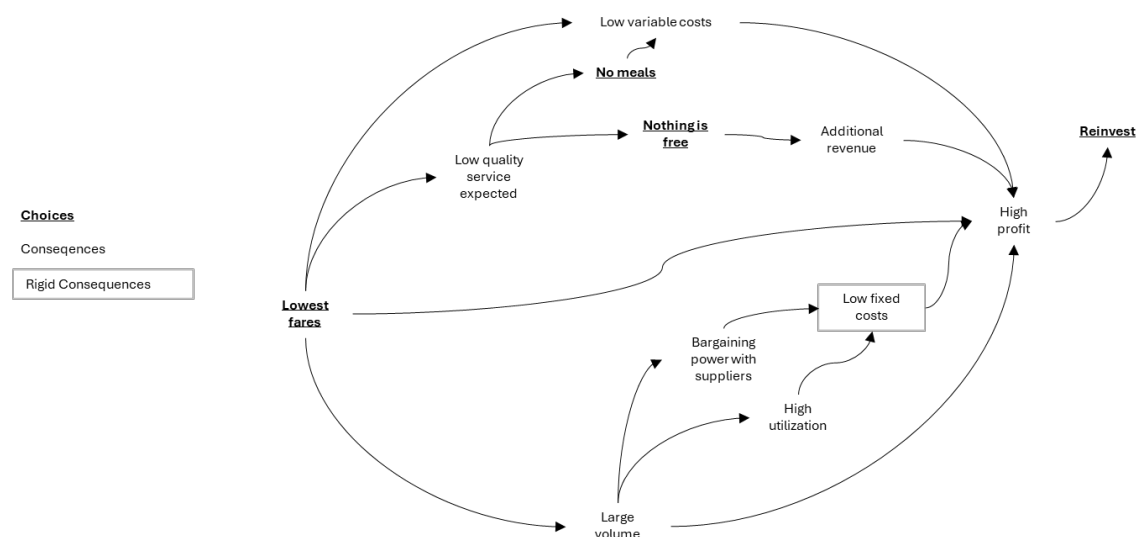 Low variable costs
No meals
Nothing is
free
Additional
revenue
Reinvest
Low quality
service
expected
Choices
Conseqences
Rigid Consequences
High
profit
Lowest
fares
Low fixed
costs
Bargaining
power with
suppliers
High
utilization
Large
volume